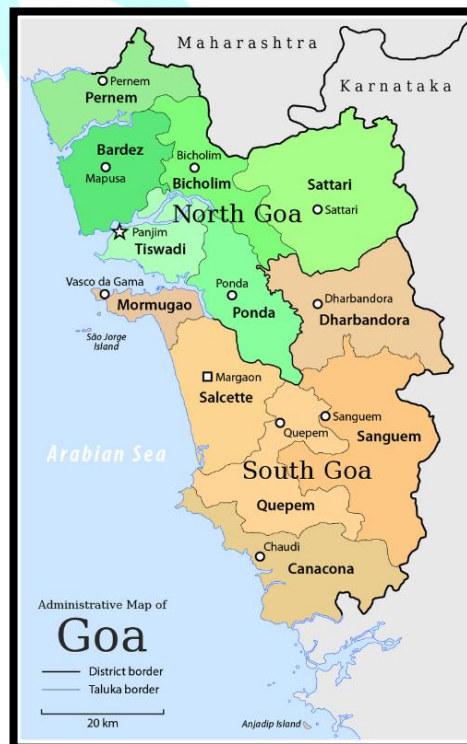 Maharashtra
Karnataka
Pernem
Pernem
Bardez
Mapusa
Bicholim
Bicholim
Sattari
Sattari
North Goa
Panjim
Tiswadi
Vasco da Gama
Mormugao
São Jorge
Island
Ponda
Ponda
Dharbandora
Dharbandora
Margaon
Salcette
Sanguem
Quepem
Sanguem
Arabian Sea
South Goa
Quepem
Chaudi
Canacona
Administrative Map of
Goa
District border
Taluka border
20 km
Anjadip Island